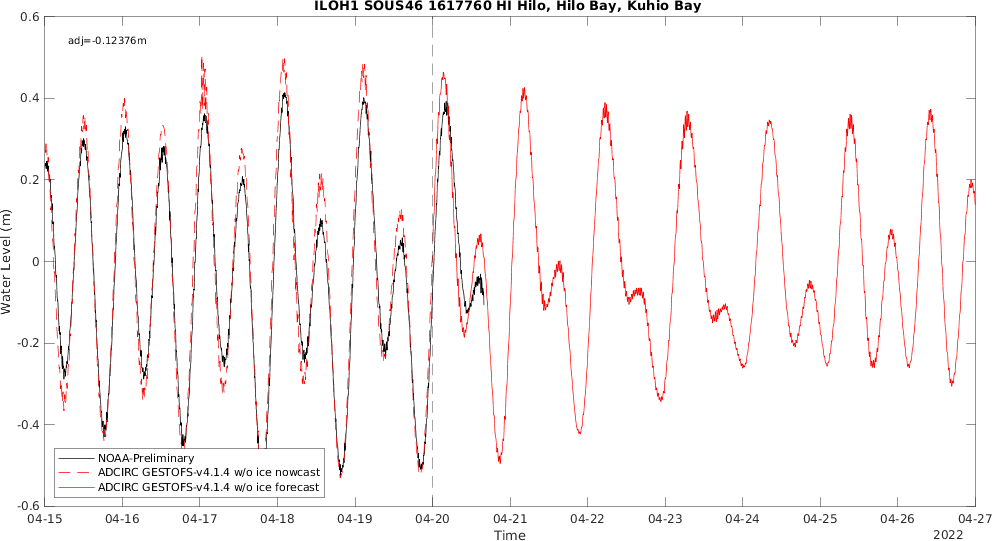 ILOH1 SOUS46 1617760 HI Hilo, Hilo Bay, Kuhio Bay
adj=-0.12376m
0.6
0.4
0.2
0
-0.2
-0.4
-0.6
Water Level (m)
NOAA-Preliminary
ADCIRC GESTOFS-v4.1.4 w/o ice nowcast
ADCIRC GESTOFS-v4.1.4 w/o ice forecast
04-15 04-16 04-17 04-18 04-19 04-20 04-21 04-22 04-23 04-24 04-25 04-26 04-27
Time
2022